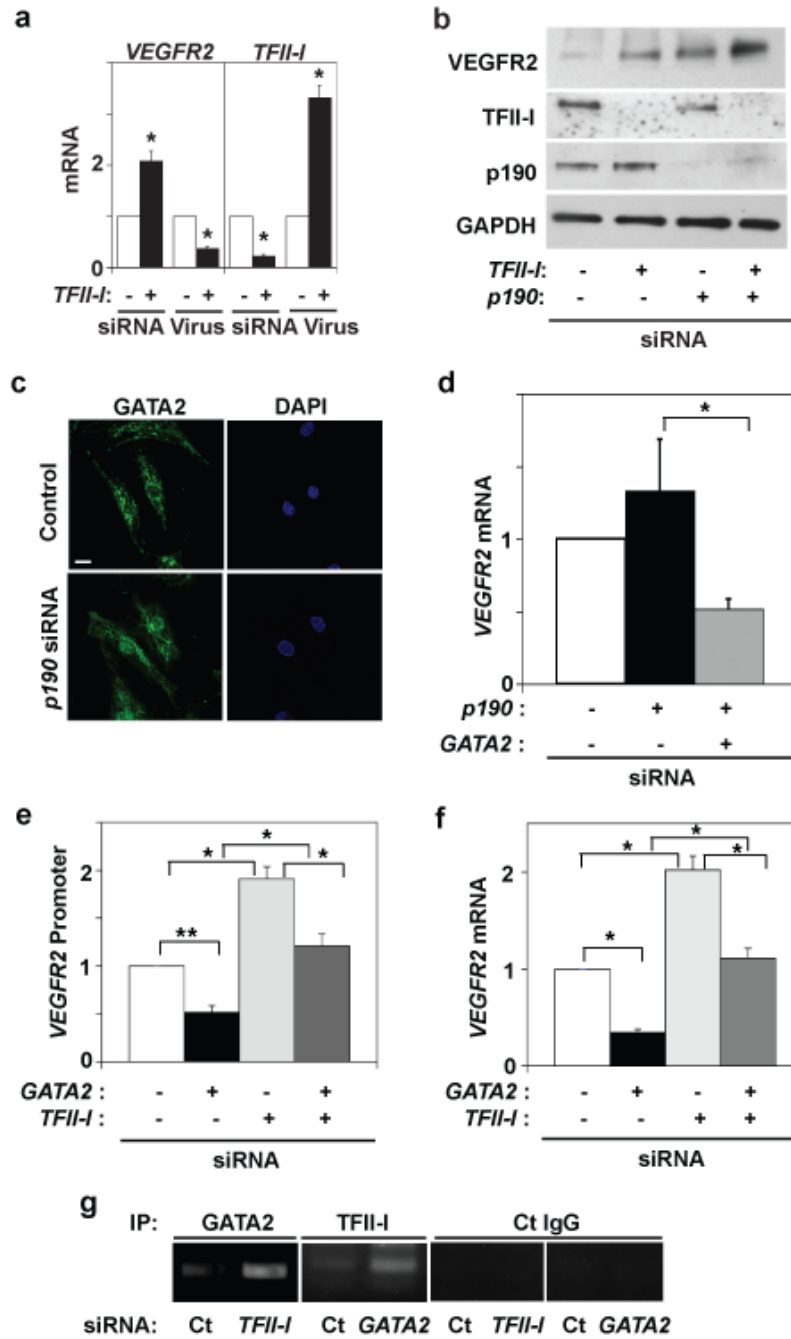 a
VEGFR2 TFII-I
mRNA
2
0
* * * *
TFII-I: - + - + - + - +
siRNA Virus siRNA Virus
b
VEGFR2
TFII-I
p190
GAPDH
TFII-I: - + - +
p190: - - + +
siRNA
c
GATA2 DAPI
Control
p190 siRNA
d
*
VEGFR2 mRNA
1
0
p190 : - + +
GATA2 : - - +
siRNA
e
VEGFR2 Promoter
2
1
0
** * * *
GATA2 : - + - +
TFII-I : - - + +
siRNA
f
VEGFR2 mRNA
2
1
0
* * * *
GATA2 : - + - +
TFII-I : - - + +
siRNA
g
IP: GATA2 TFII-I Ct IgG
siRNA: Ct TFII-I Ct GATA2 Ct TFII-I Ct GATA2